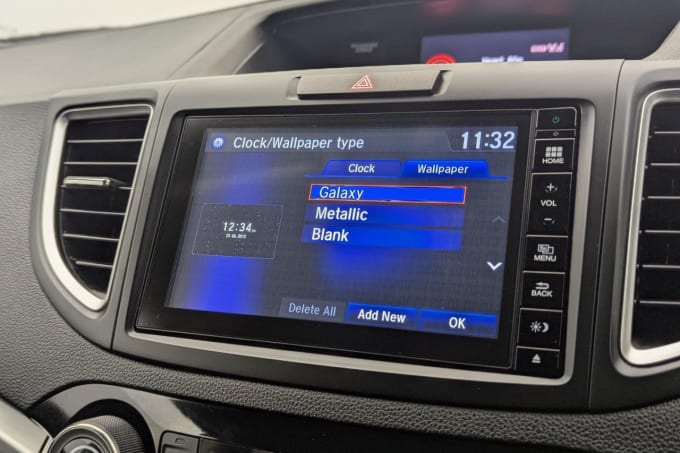 Clock/Wallpaper type
11:32
Clock
Wallpaper
Galaxy
Metallic
Blank
12:34
Delete All
Add New
OK
HOME
+
VOL
-
MENU
BACK